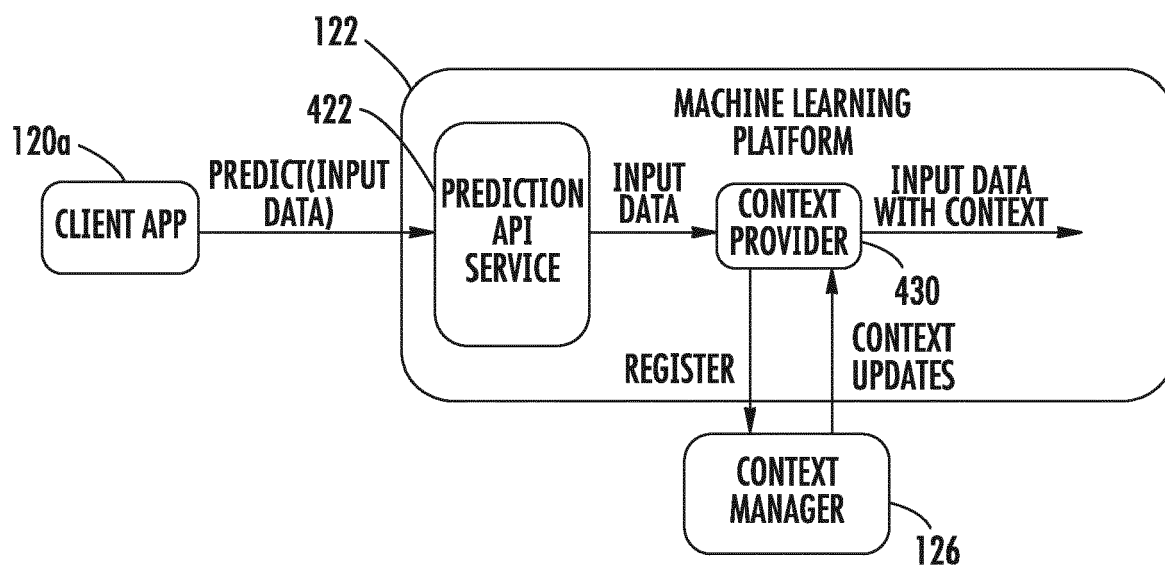 122
MACHINE LEARNING
PLATFORM
422
120a
PREDICT(INPUT
DATA)
CLIENT APP
PREDICTION
API
SERVICE
INPUT
DATA
CONTEXT
PROVIDER
INPUT DATA
WITH CONTEXT
430
REGISTER
CONTEXT
UPDATES
CONTEXT
MANAGER
126